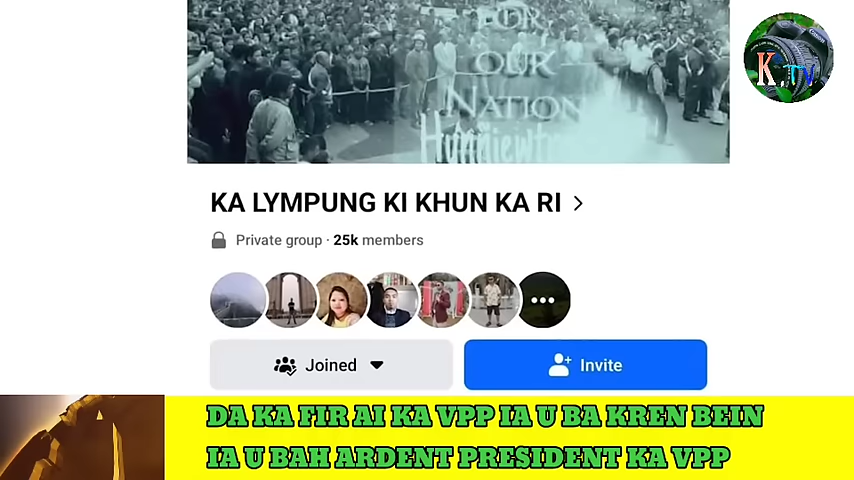 FOR
OUR
NATION
Hynñiewtrep
K.TV
KA LYMPUNG KI KHUN KA RI
Private group · 25k members
Joined
Invite
DA KA FIR AI KA VPP IA U BA KREN BEIN
IA U BAH ARDENT PRESIDENT KA VPP